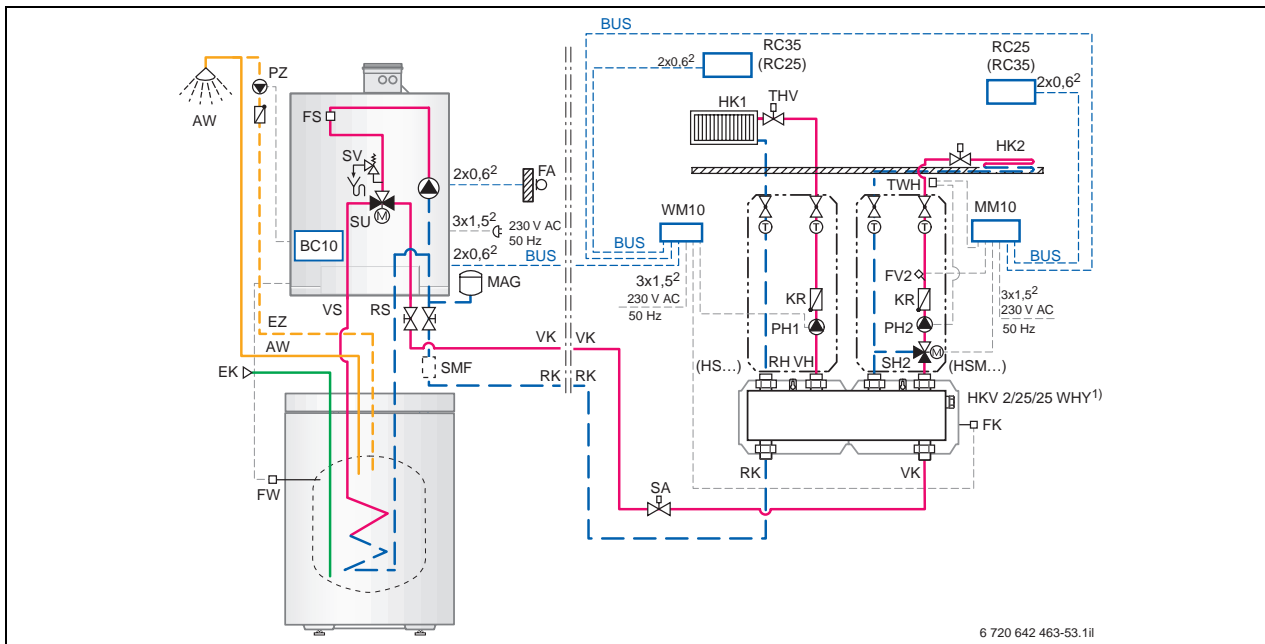 BUS
PZ
AW
FS
SV
SU
M
BC10
2x0,6²
FA
3x1,5²
230 V AC
50 Hz
2x0,6²
BUS
MAG
VS
RS
EZ
AW
EK
SMF
VK
VK
RK
RK
FW
RC35
(RC25)
2x0,6²
RC25
(RC35)
2x0,6²
HK1
THV
HK2
TWH
WM10
MM10
BUS
BUS
T
T
T
T
3x1,5²
230 V AC
50 Hz
FV2
3x1,5²
230 V AC
50 Hz
KR
KR
PH1
PH2
M
(HS...)
RH
VH
SH2
(HSM...)
HKV 2/25/25 WHY¹⁾
FK
RK
VK
SA
6 720 642 463-53.1il